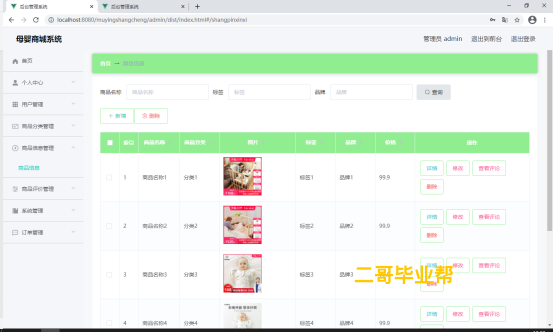 后台管理系统 后台管理系统
localhost:8080/muyingshangcheng/admin/dist/index.html#/shangpinxinxi
母婴商城系统 管理员 admin 退出到前台 退出登录
首页
个人中心
用户管理
商品分类管理
商品信息管理
商品信息
商品评价管理
系统管理
订单管理
首页 商品信息
商品名称 商品名称 标签 标签 品牌 品牌 查询
+ 新增 删除
索引 商品名称 商品分类 图片 标签 品牌 价格 操作
1 商品名称1 分类1 标签1 品牌1 99.9 详情 修改 查看评论
删除
2 商品名称2 分类2 标签2 品牌2 99.9 详情 修改 查看评论
删除
3 商品名称3 分类3 标签3 品牌3 99.9 详情 修改 查看评论
删除
二哥毕业帮
4 商品名称4 分类4 标签4 品牌4 99.9 详情 修改 查看评论